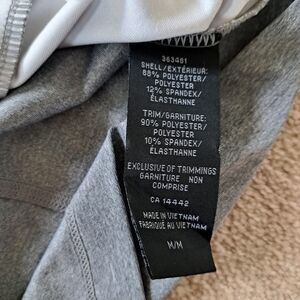 363461
SHELL/EXTÉRIEUR:
88% POLYESTER/
POLYESTER
12% SPANDEX/
ÉLASTHANNE
TRIM/GARNITURE:
90% POLYESTER/
POLYESTER
10% SPANDEX/
ÉLASTHANNE
EXCLUSIVE OF TRIMMINGS
GARNITURE NON
COMPRISE
CA 14442
MADE IN VIETNAM
FABRIQUÉ AU VIETNAM
M/M